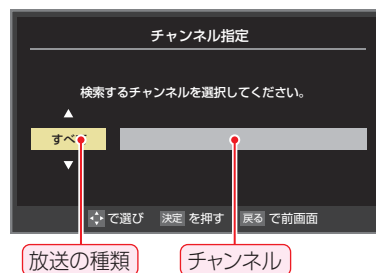 チャンネル指定
検索するチャンネルを選択してください。
▲
すべて
▼
で選び 決定 を押す 戻る で前画面
放送の種類 チャンネル